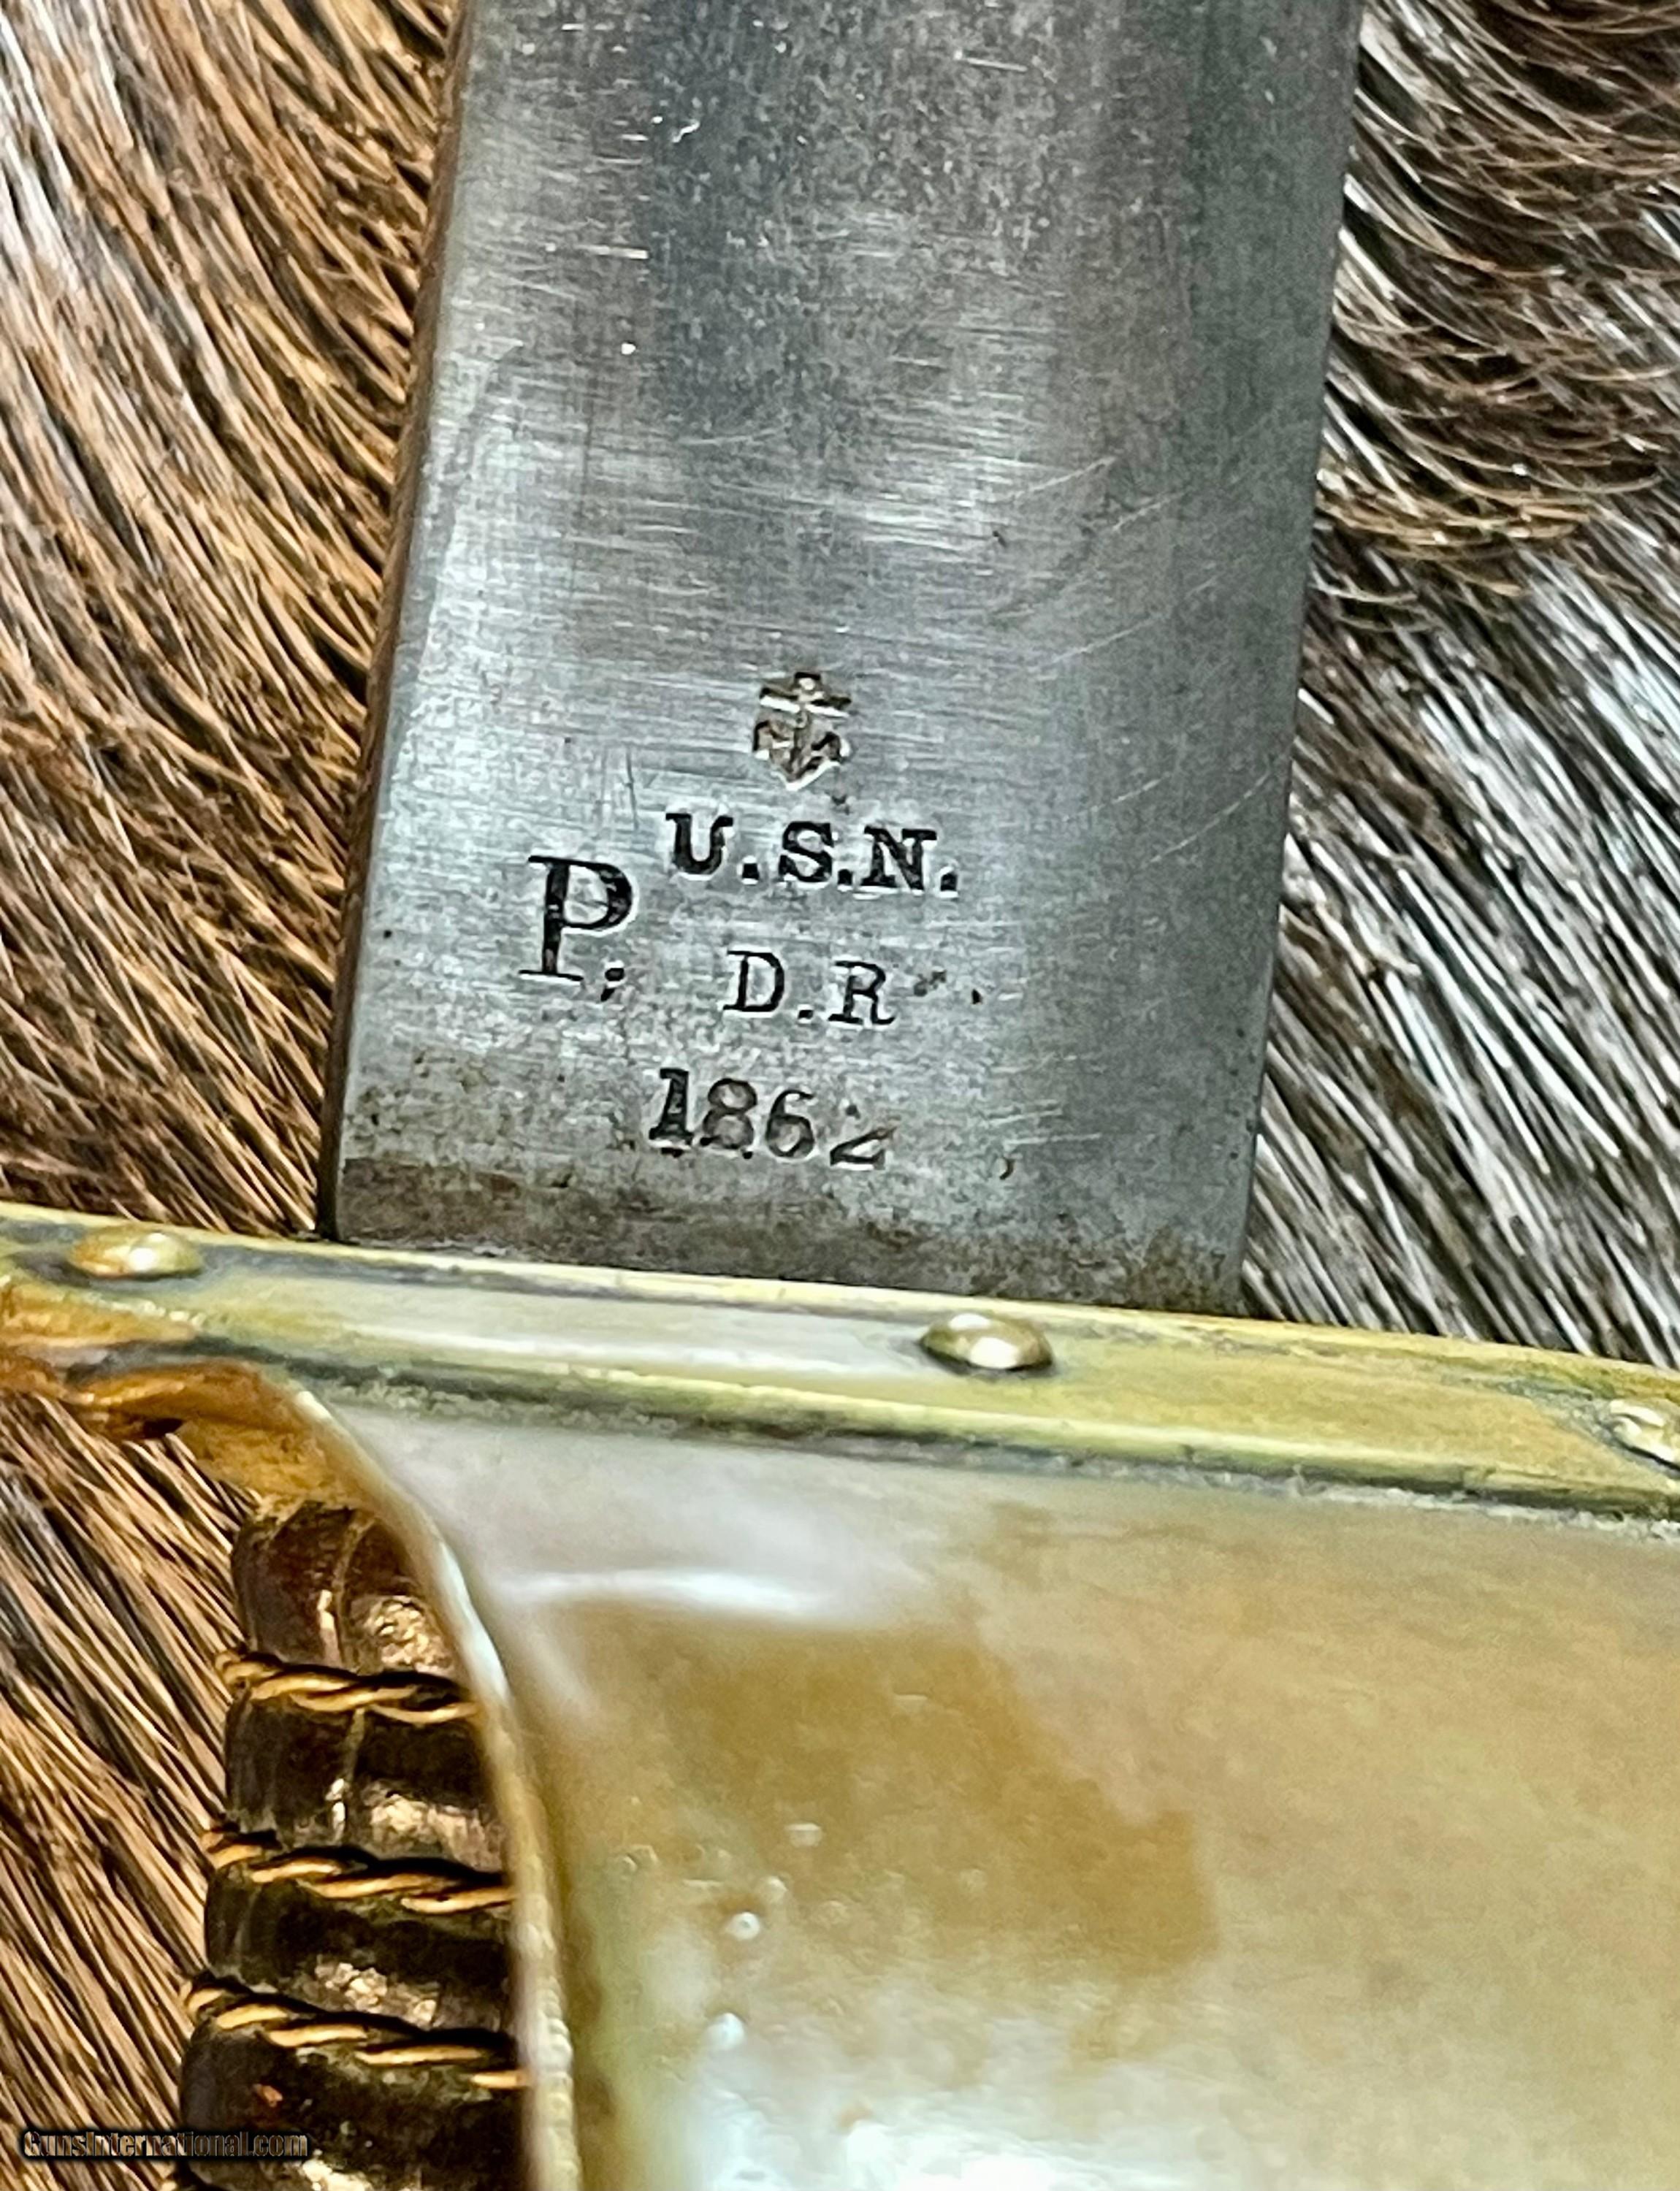 U.S.N.
P.
D.R.
1862
GunsInternational.com